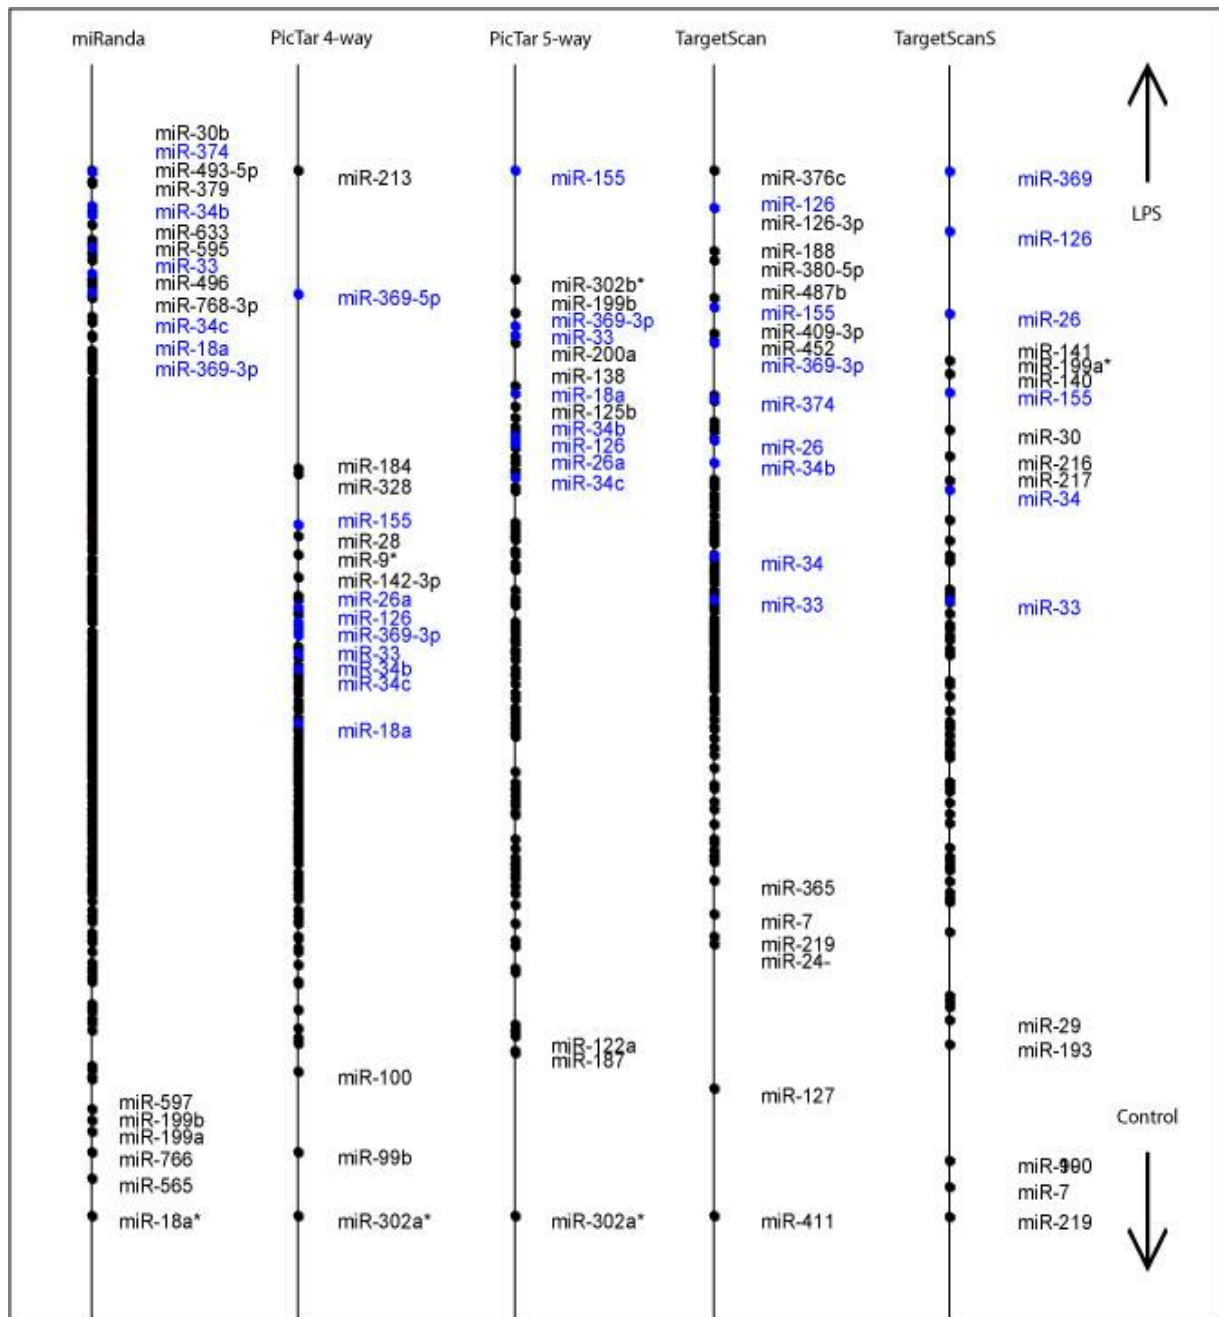 miRanda
PicTar 4-way
PicTar 5-way
TargetScan
TargetScanS
miR-30b
miR-374
miR-493-5p
miR-379
miR-34b
miR-633
miR-595
miR-33
miR-496
miR-768-3p
miR-34c
miR-18a
miR-369-3p
miR-597
miR-199b
miR-199a
miR-766
miR-565
miR-18a*
miR-213
miR-369-5p
miR-184
miR-328
miR-155
miR-28
miR-9*
miR-142-3p
miR-26a
miR-126
miR-369-3p
miR-33
miR-34b
miR-34c
miR-18a
miR-100
miR-99b
miR-302a*
miR-155
miR-302b*
miR-199b
miR-369-3p
miR-33
miR-200a
miR-138
miR-18a
miR-125b
miR-34b
miR-126
miR-26a
miR-34c
miR-122a
miR-187
miR-302a*
miR-376c
miR-126
miR-126-3p
miR-188
miR-380-5p
miR-487b
miR-155
miR-409-3p
miR-452
miR-369-3p
miR-374
miR-26
miR-34b
miR-34
miR-33
miR-365
miR-7
miR-219
miR-24-
miR-127
miR-411
miR-369
miR-126
miR-26
miR-141
miR-199a*
miR-140
miR-155
miR-30
miR-216
miR-217
miR-34
miR-33
miR-29
miR-193
miR-7
miR-219
LPS
Control